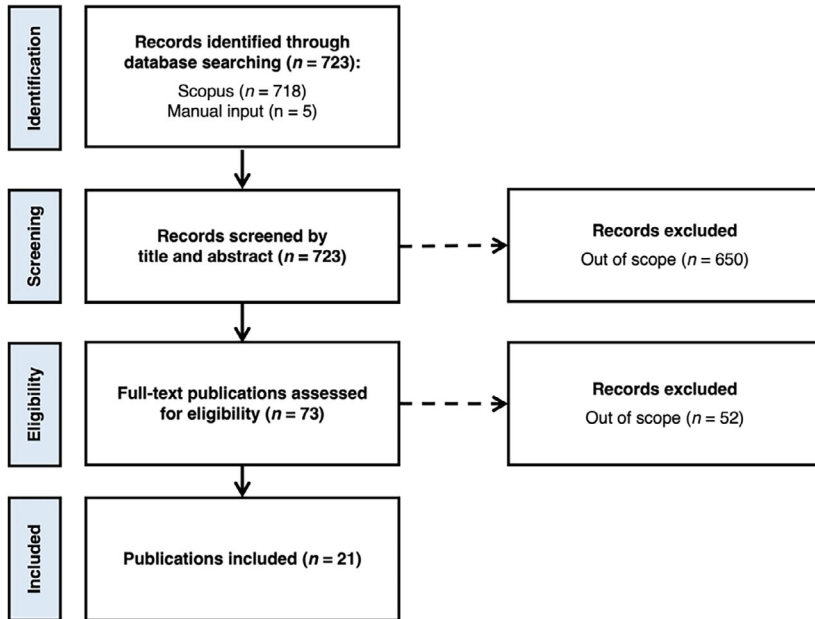 Identification
Records identified through
database searching (n = 723):
Scopus (n = 718)
Manual input (n = 5)
Screening
Records screened by
title and abstract (n = 723)
Records excluded
Out of scope (n = 650)
Eligibility
Full-text publications assessed
for eligibility (n = 73)
Records excluded
Out of scope (n = 52)
Included
Publications included (n = 21)